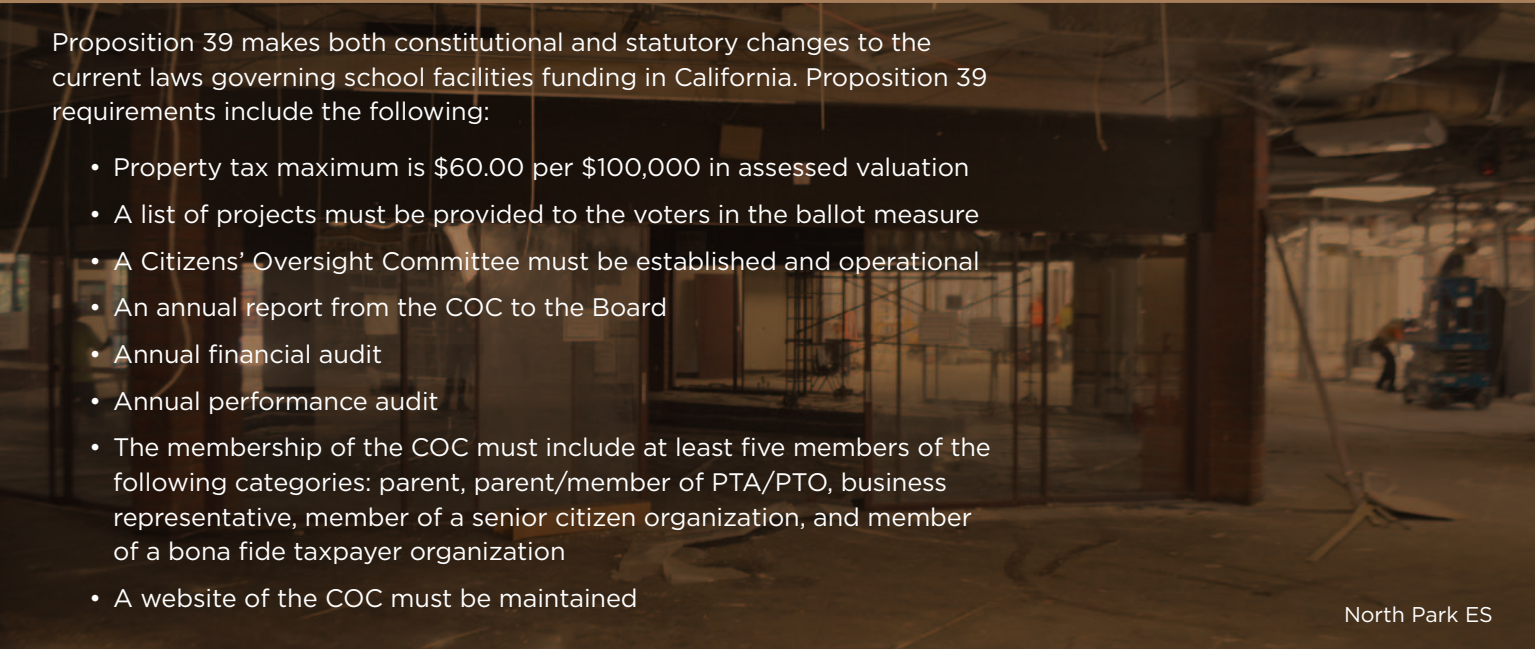 Proposition 39 makes both constitutional and statutory changes to the
current laws governing school facilities funding in California. Proposition 39
requirements include the following:
• Property tax maximum is $60.00 per $100,000 in assessed valuation
• A list of projects must be provided to the voters in the ballot measure
• A Citizens’ Oversight Committee must be established and operational
• An annual report from the COC to the Board
• Annual financial audit
• Annual performance audit
• The membership of the COC must include at least five members of the
following categories: parent, parent/member of PTA/PTO, business
representative, member of a senior citizen organization, and member
of a bona fide taxpayer organization
• A website of the COC must be maintained
North Park ES